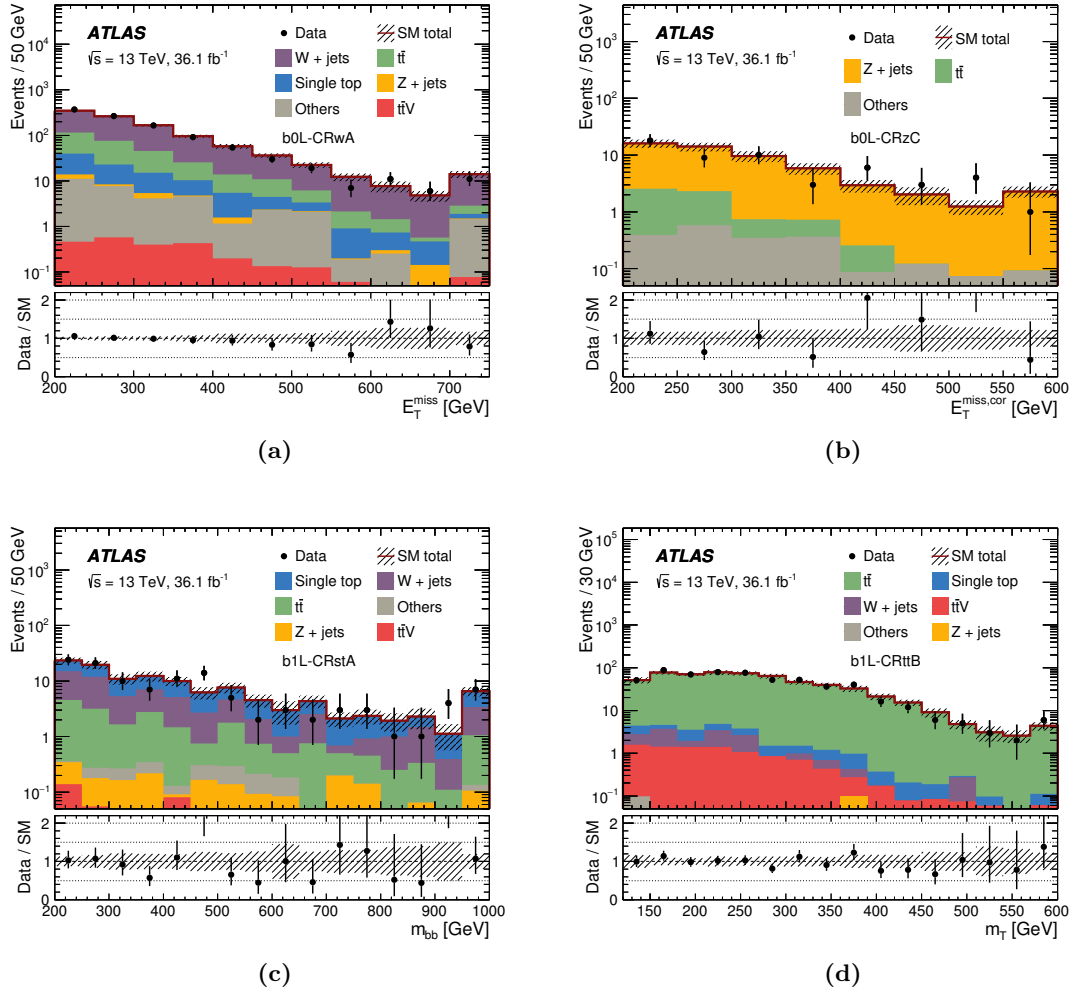 Events / 50 GeV
ATLAS
√s = 13 TeV, 36.1 fb⁻¹
Data
SM total
W + jets
tt̄
Single top
Z + jets
Others
tt̄V
b0L-CRwA
10⁴
10³
10²
10
1
10⁻¹
Data / SM
2
1
0
200 300 400 500 600 700
E_T^miss [GeV]
(a)
Events / 50 GeV
ATLAS
√s = 13 TeV, 36.1 fb⁻¹
Data
SM total
Z + jets
tt̄
Others
b0L-CRzC
10³
10²
10
1
10⁻¹
Data / SM
2
1
0
200 250 300 350 400 450 500 550 600
E_T^miss,cor [GeV]
(b)
Events / 50 GeV
ATLAS
√s = 13 TeV, 36.1 fb⁻¹
Data
SM total
Single top
W + jets
tt̄
Others
Z + jets
tt̄V
b1L-CRstA
10³
10²
10
1
10⁻¹
Data / SM
2
1
0
200 300 400 500 600 700 800 900 1000
m_bb [GeV]
(c)
Events / 30 GeV
ATLAS
√s = 13 TeV, 36.1 fb⁻¹
Data
SM total
tt̄
Single top
W + jets
tt̄V
Others
Z + jets
b1L-CRttB
10⁵
10⁴
10³
10²
10
1
10⁻¹
Data / SM
2
1
0
150 200 250 300 350 400 450 500 550 600
m_T [GeV]
(d)